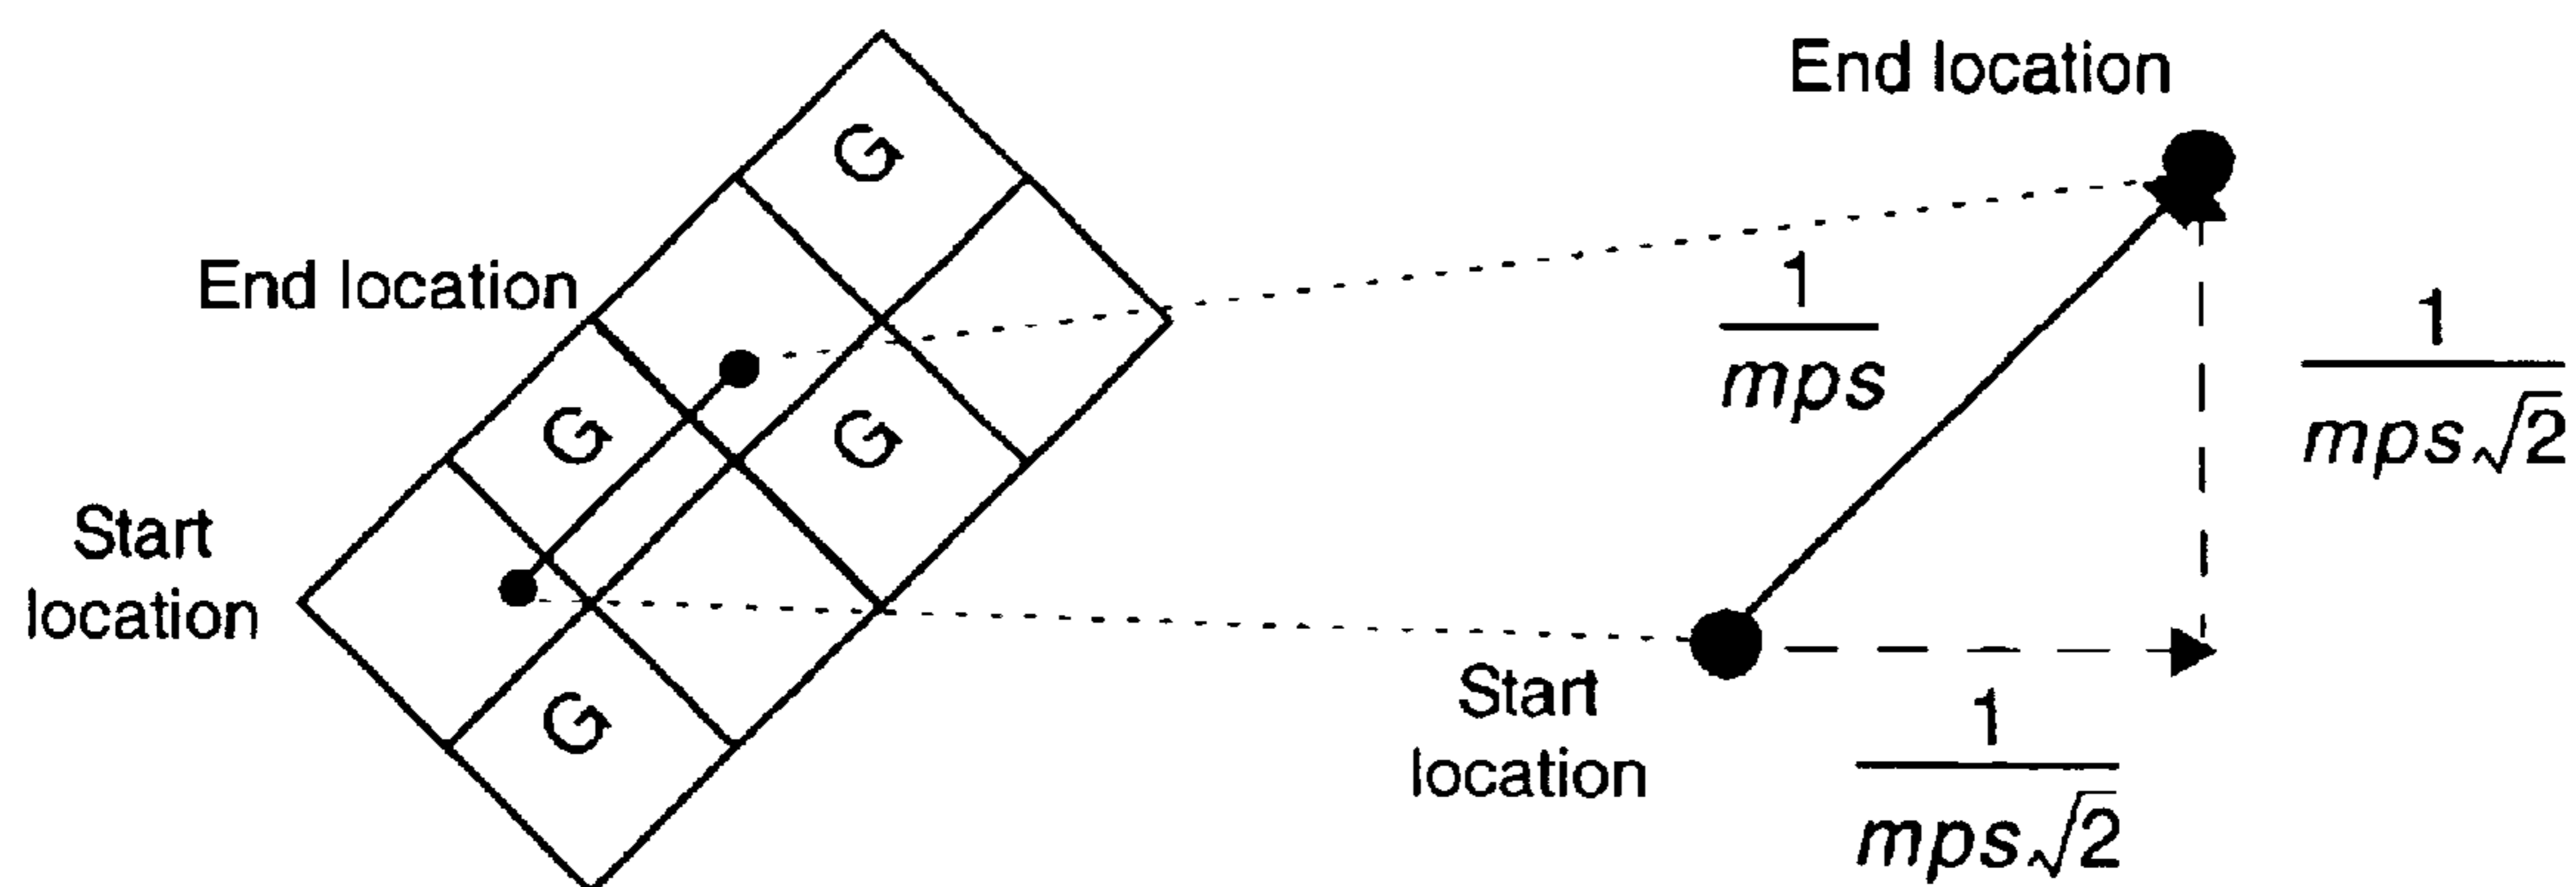 End location
G
G
G
G
End location
Start
location
1
mps
1
mps√2
Start
location
1
mps√2